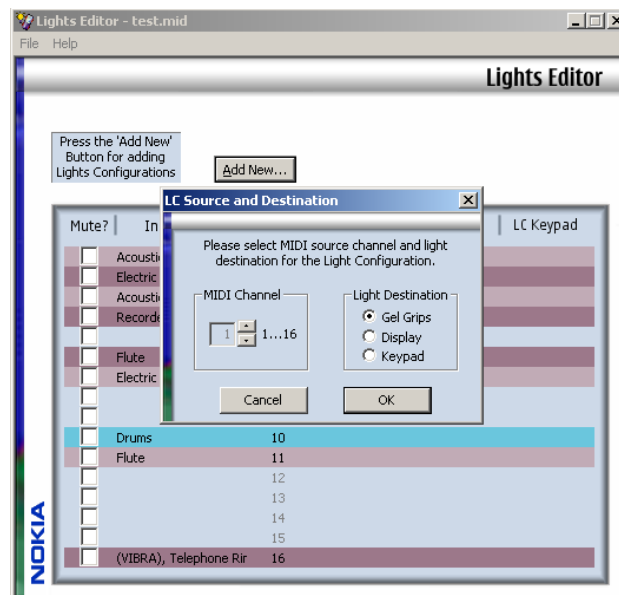 Lights Editor - test.mid
File Help
Lights Editor
Press the 'Add New'
Button for adding
Lights Configurations
Add New...
LC Source and Destination
Mute? In LC Keypad
Please select MIDI source channel and light
destination for the Light Configuration.
MIDI Channel
1 1...16
Light Destination
Gel Grips
Display
Keypad
Cancel OK
Electric
Flute
Electric
Drums 10
Flute 11
12
13
14
15
(VIBRA), Telephone Rir 16
NOKIA